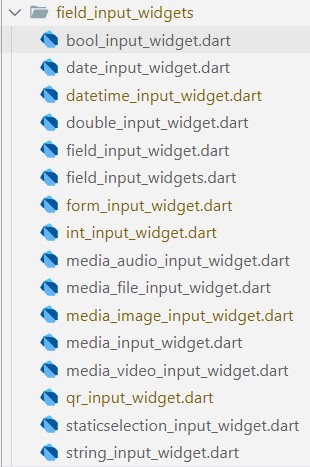 field_input_widgets
bool_input_widget.dart
date_input_widget.dart
datetime_input_widget.dart
double_input_widget.dart
field_input_widget.dart
field_input_widgets.dart
form_input_widget.dart
int_input_widget.dart
media_audio_input_widget.dart
media_file_input_widget.dart
media_image_input_widget.dart
media_input_widget.dart
media_video_input_widget.dart
qr_input_widget.dart
staticselection_input_widget.dart
string_input_widget.dart